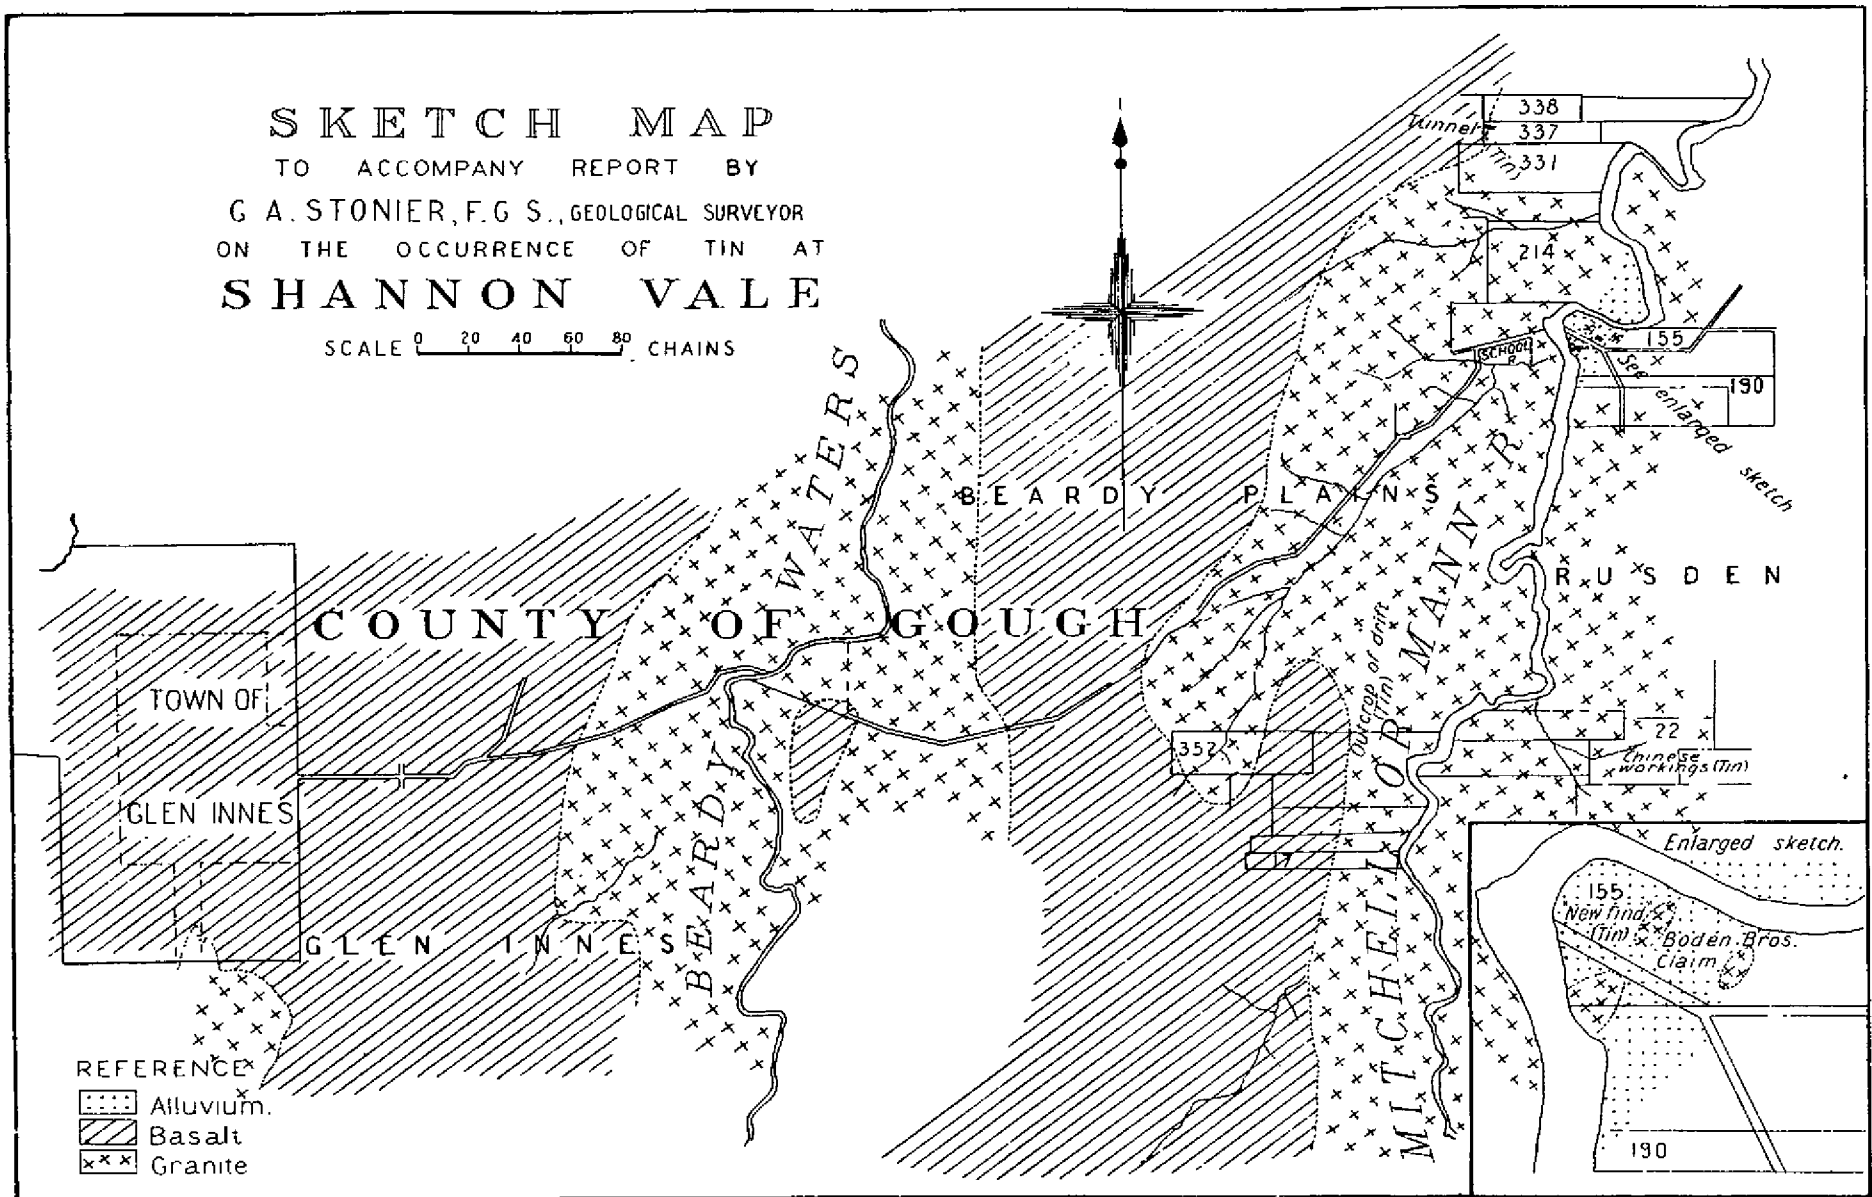 SKETCH MAP
TO ACCOMPANY REPORT BY
G A. STONIER, F.G S., GEOLOGICAL SURVEYOR
ON THE OCCURRENCE OF TIN AT
SHANNON VALE
SCALE 0 20 40 60 80 CHAINS
338
Tunnel
337
(Tin)
331
214
SCHOOL
R.
155
See enlarged sketch
190
BEARDY PLAINS
BEARDY WATERS
MITCHELL OR MANN R.
RUSDEN
COUNTY OF GOUGH
TOWN OF
GLEN INNES
Outcrop of drift
(Tin)
352
22
Chinese
workings (Tin)
7
GLEN INNES
REFERENCE
Alluvium.
Basalt
Granite
Enlarged sketch.
155
New find
(Tin)
Boden Bros.
Claim
190